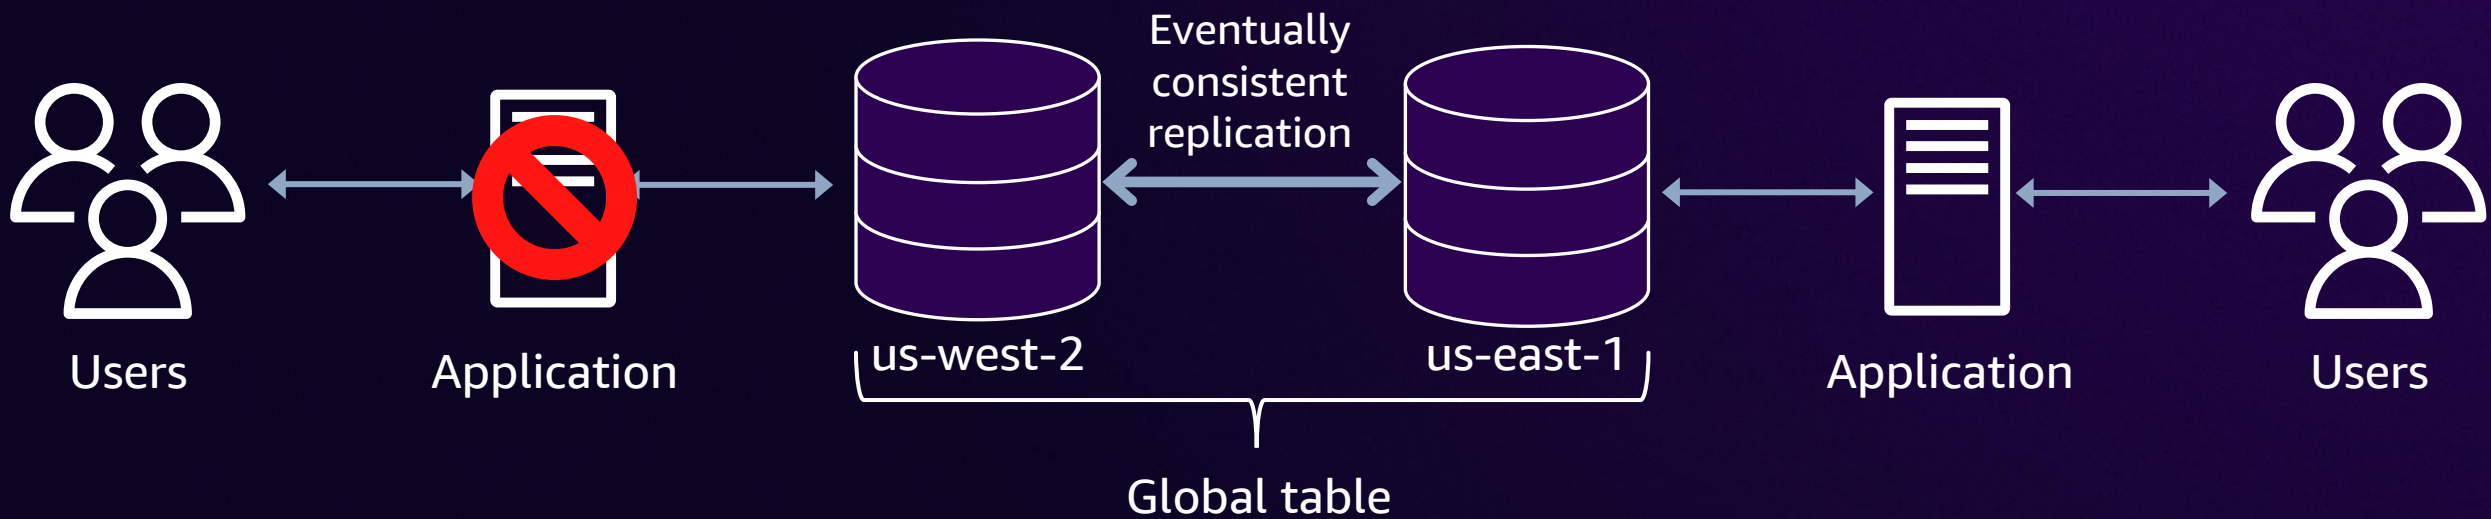 Eventually
consistent
replication
us-west-2
us-east-1
Users
Application
Application
Users
Global table